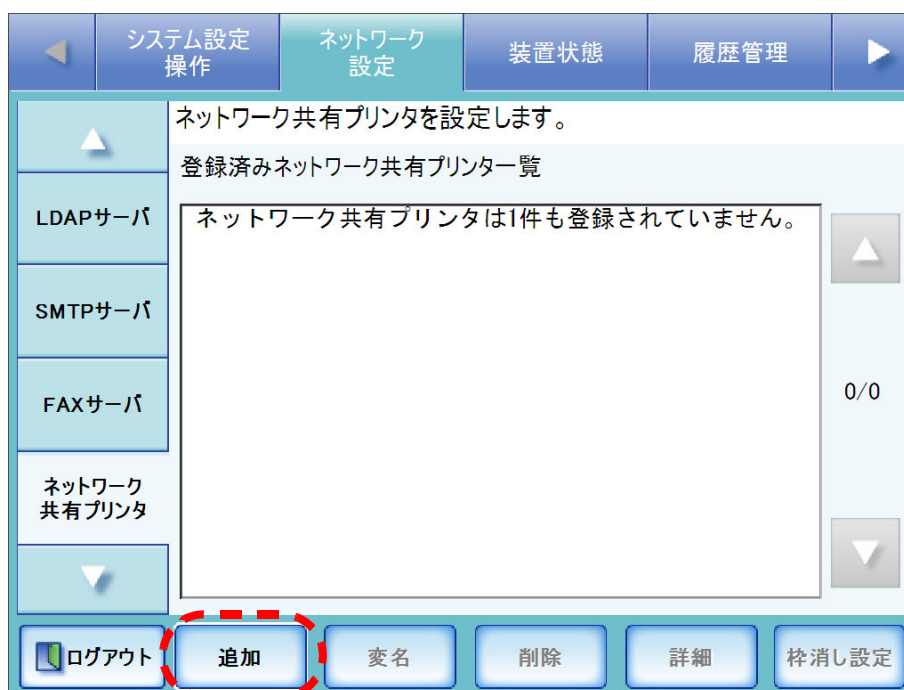 システム設定
操作
ネットワーク
設定
装置状態
履歴管理
ネットワーク共有プリンタを設定します。
登録済みネットワーク共有プリンター覧
ネットワーク共有プリンタは1件も登録されていません。
LDAPサーバ
SMTPサーバ
FAXサーバ
ネットワーク
共有プリンタ
0/0
ログアウト
追加
変名
削除
詳細
枠消し設定